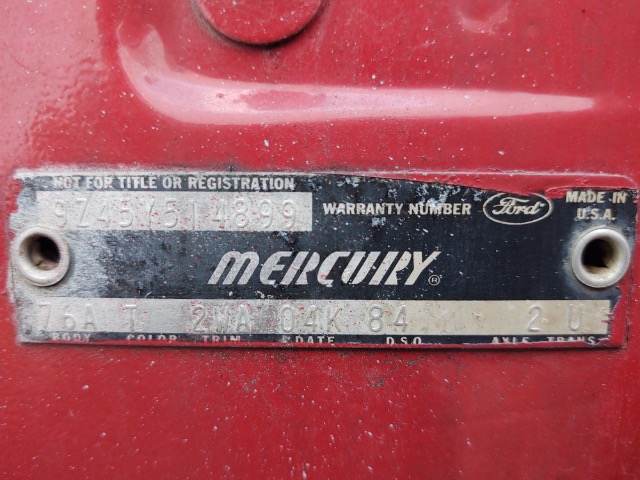 NOT FOR TITLE OR REGISTRATION
9Z45Y514899 WARRANTY NUMBER Ford MADE IN U.S.A.
MERCURY®
76A T 2WA 04K 84 2 U
BODY COLOR TRIM DATE D.S.O. AXLE TRANS